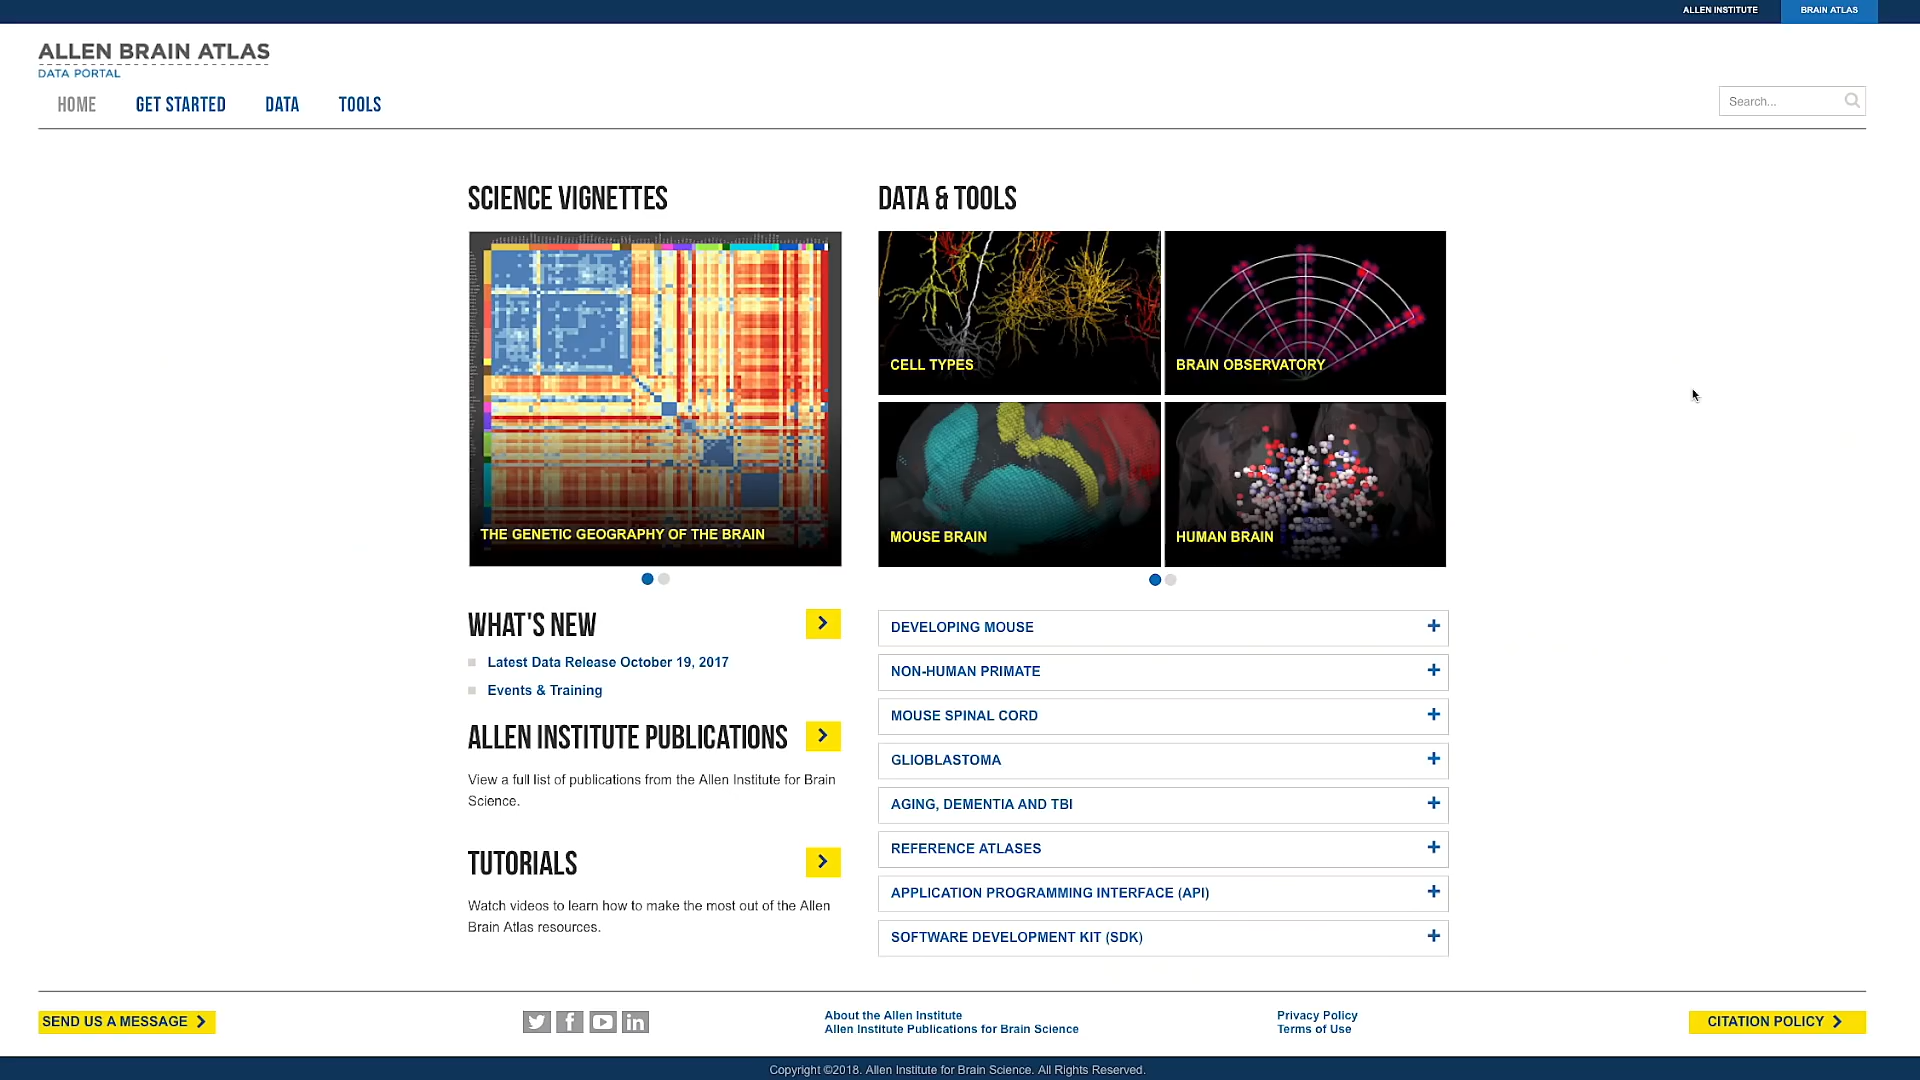 ALLEN INSTITUTE
BRAIN ATLAS
ALLEN BRAIN ATLAS
DATA PORTAL
HOME
GET STARTED
DATA
TOOLS
Search...
SCIENCE VIGNETTES
THE GENETIC GEOGRAPHY OF THE BRAIN
DATA & TOOLS
CELL TYPES
BRAIN OBSERVATORY
MOUSE BRAIN
HUMAN BRAIN
WHAT'S NEW
Latest Data Release October 19, 2017
Events & Training
ALLEN INSTITUTE PUBLICATIONS
View a full list of publications from the Allen Institute for Brain
Science.
TUTORIALS
Watch videos to learn how to make the most out of the Allen
Brain Atlas resources.
DEVELOPING MOUSE
NON-HUMAN PRIMATE
MOUSE SPINAL CORD
GLIOBLASTOMA
AGING, DEMENTIA AND TBI
REFERENCE ATLASES
APPLICATION PROGRAMMING INTERFACE (API)
SOFTWARE DEVELOPMENT KIT (SDK)
SEND US A MESSAGE
About the Allen Institute
Allen Institute Publications for Brain Science
Privacy Policy
Terms of Use
CITATION POLICY
Copyright ©2018. Allen Institute for Brain Science. All Rights Reserved.